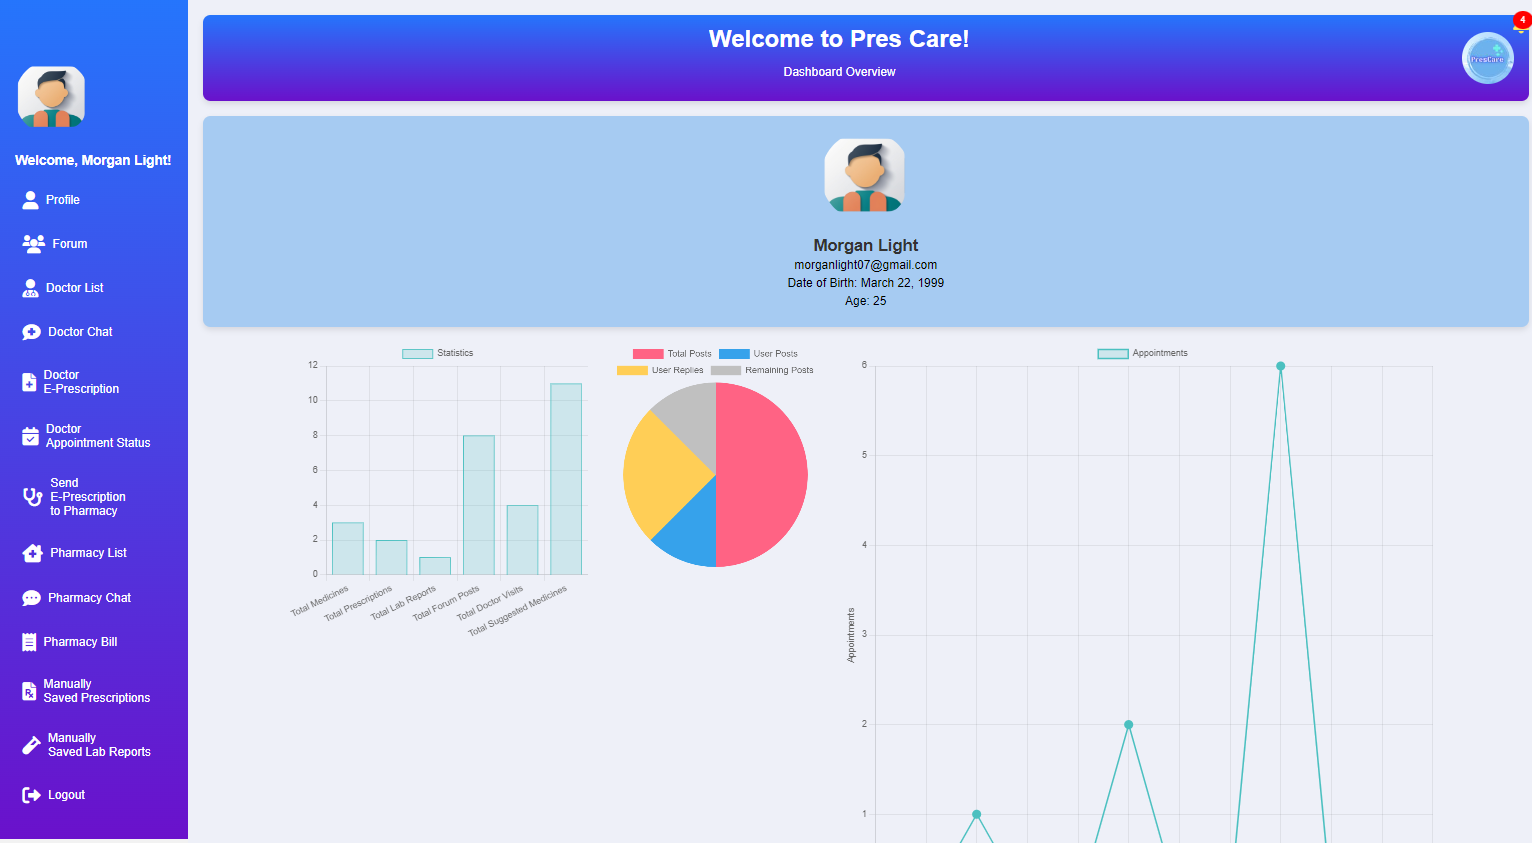 Welcome to Pres Care!
Dashboard Overview
4
PresCare
Welcome, Morgan Light!
Profile
Forum
Doctor List
Doctor Chat
Doctor
E-Prescription
Doctor
Appointment Status
Send
E-Prescription
to Pharmacy
Pharmacy List
Pharmacy Chat
Pharmacy Bill
Manually
Saved Prescriptions
Manually
Saved Lab Reports
Logout
Morgan Light
morganlight07@gmail.com
Date of Birth: March 22, 1999
Age: 25
Statistics
12
10
8
6
4
2
0
Total Medicines
Total Prescriptions
Total Lab Reports
Total Forum Posts
Total Doctor Visits
Total Suggested Medicines
Total Posts User Posts
User Replies Remaining Posts
Appointments
6
5
4
3
2
1
Appointments